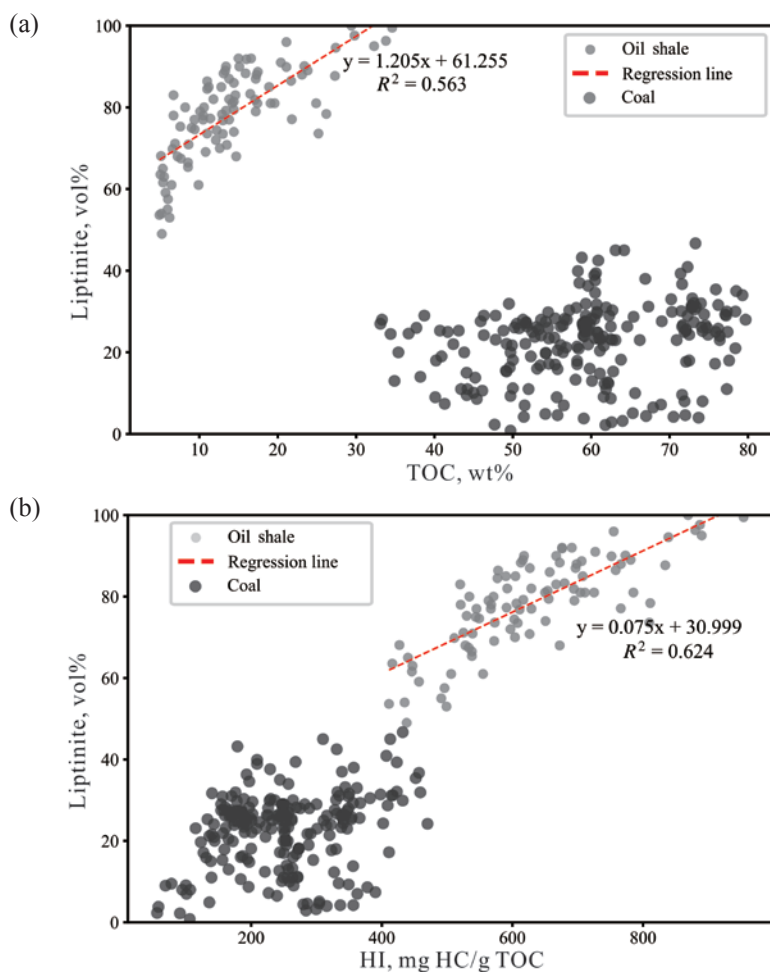 (a)
100
80
60
40
20
0
Liptinite, vol%
y = 1.205x + 61.255
R² = 0.563
Oil shale
Regression line
Coal
10 20 30 40 50 60 70 80
TOC, wt%
(b)
100
80
60
40
20
0
Liptinite, vol%
Oil shale
Regression line
Coal
y = 0.075x + 30.999
R² = 0.624
200 400 600 800
HI, mg HC/g TOC